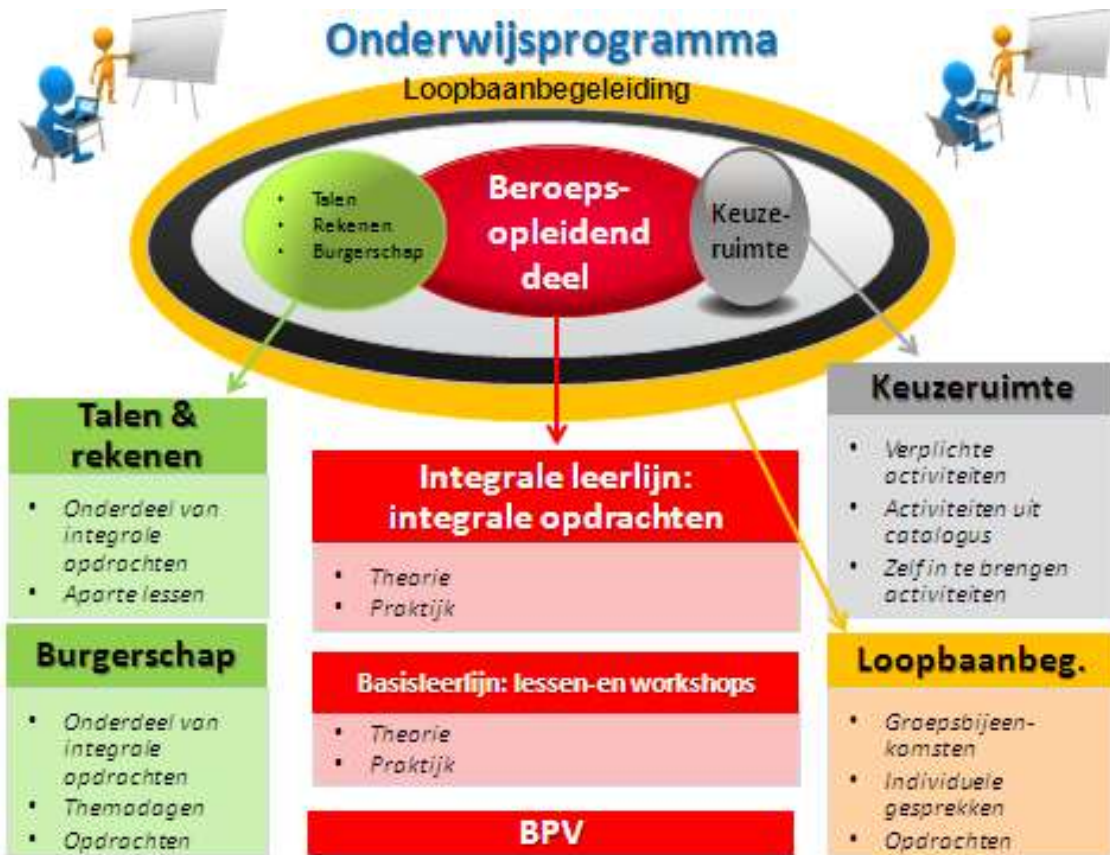 Onderwijsprogramma
Loopbaanbegeleiding
• Talen
• Rekenen
• Burgerschap
Beroeps-
opleidend
deel
Keuze-
ruimte
Talen &
rekenen
• Onderdeel van
integrale
opdrachten
• Aparte lessen
Burgerschap
• Onderdeel van
integrale
opdrachten
• Themadagen
• Opdrachten
Integrale leerlijn:
integrale opdrachten
• Theorie
• Praktijk
Basisleerlijn: lessen-en workshops
• Theorie
• Praktijk
BPV
Keuzeruimte
• Verplichte
activiteiten
• Activiteiten uit
catalogus
• Zelf in te brengen
activiteiten
Loopbaanbeg.
• Groepsbijeen-
komsten
• Individuele
gesprekken
• Opdrachten